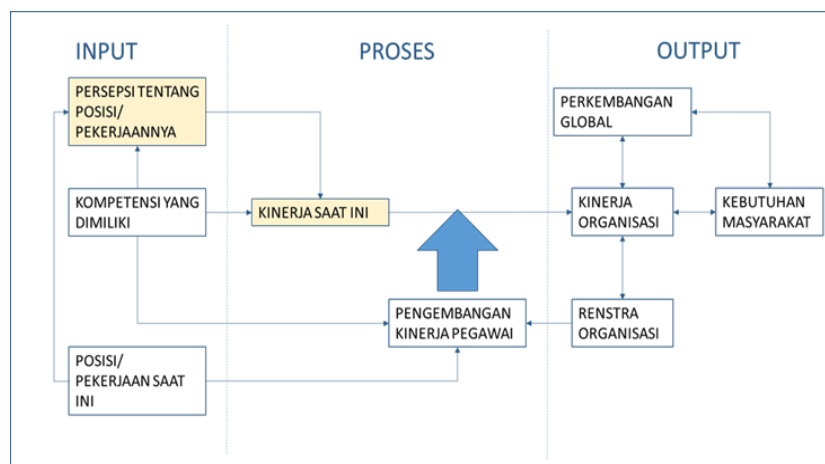 INPUT
PROSES
OUTPUT
PERSEPSI TENTANG
POSISI/
PEKERJAANNYA
PERKEMBANGAN
GLOBAL
KOMPETENSI YANG
DIMILIKI
KINERJA SAAT INI
KINERJA
ORGANISASI
KEBUTUHAN
MASYARAKAT
PENGEMBANGAN
KINERJA PEGAWAI
RENSTRA
ORGANISASI
POSISI/
PEKERJAAN SAAT
INI